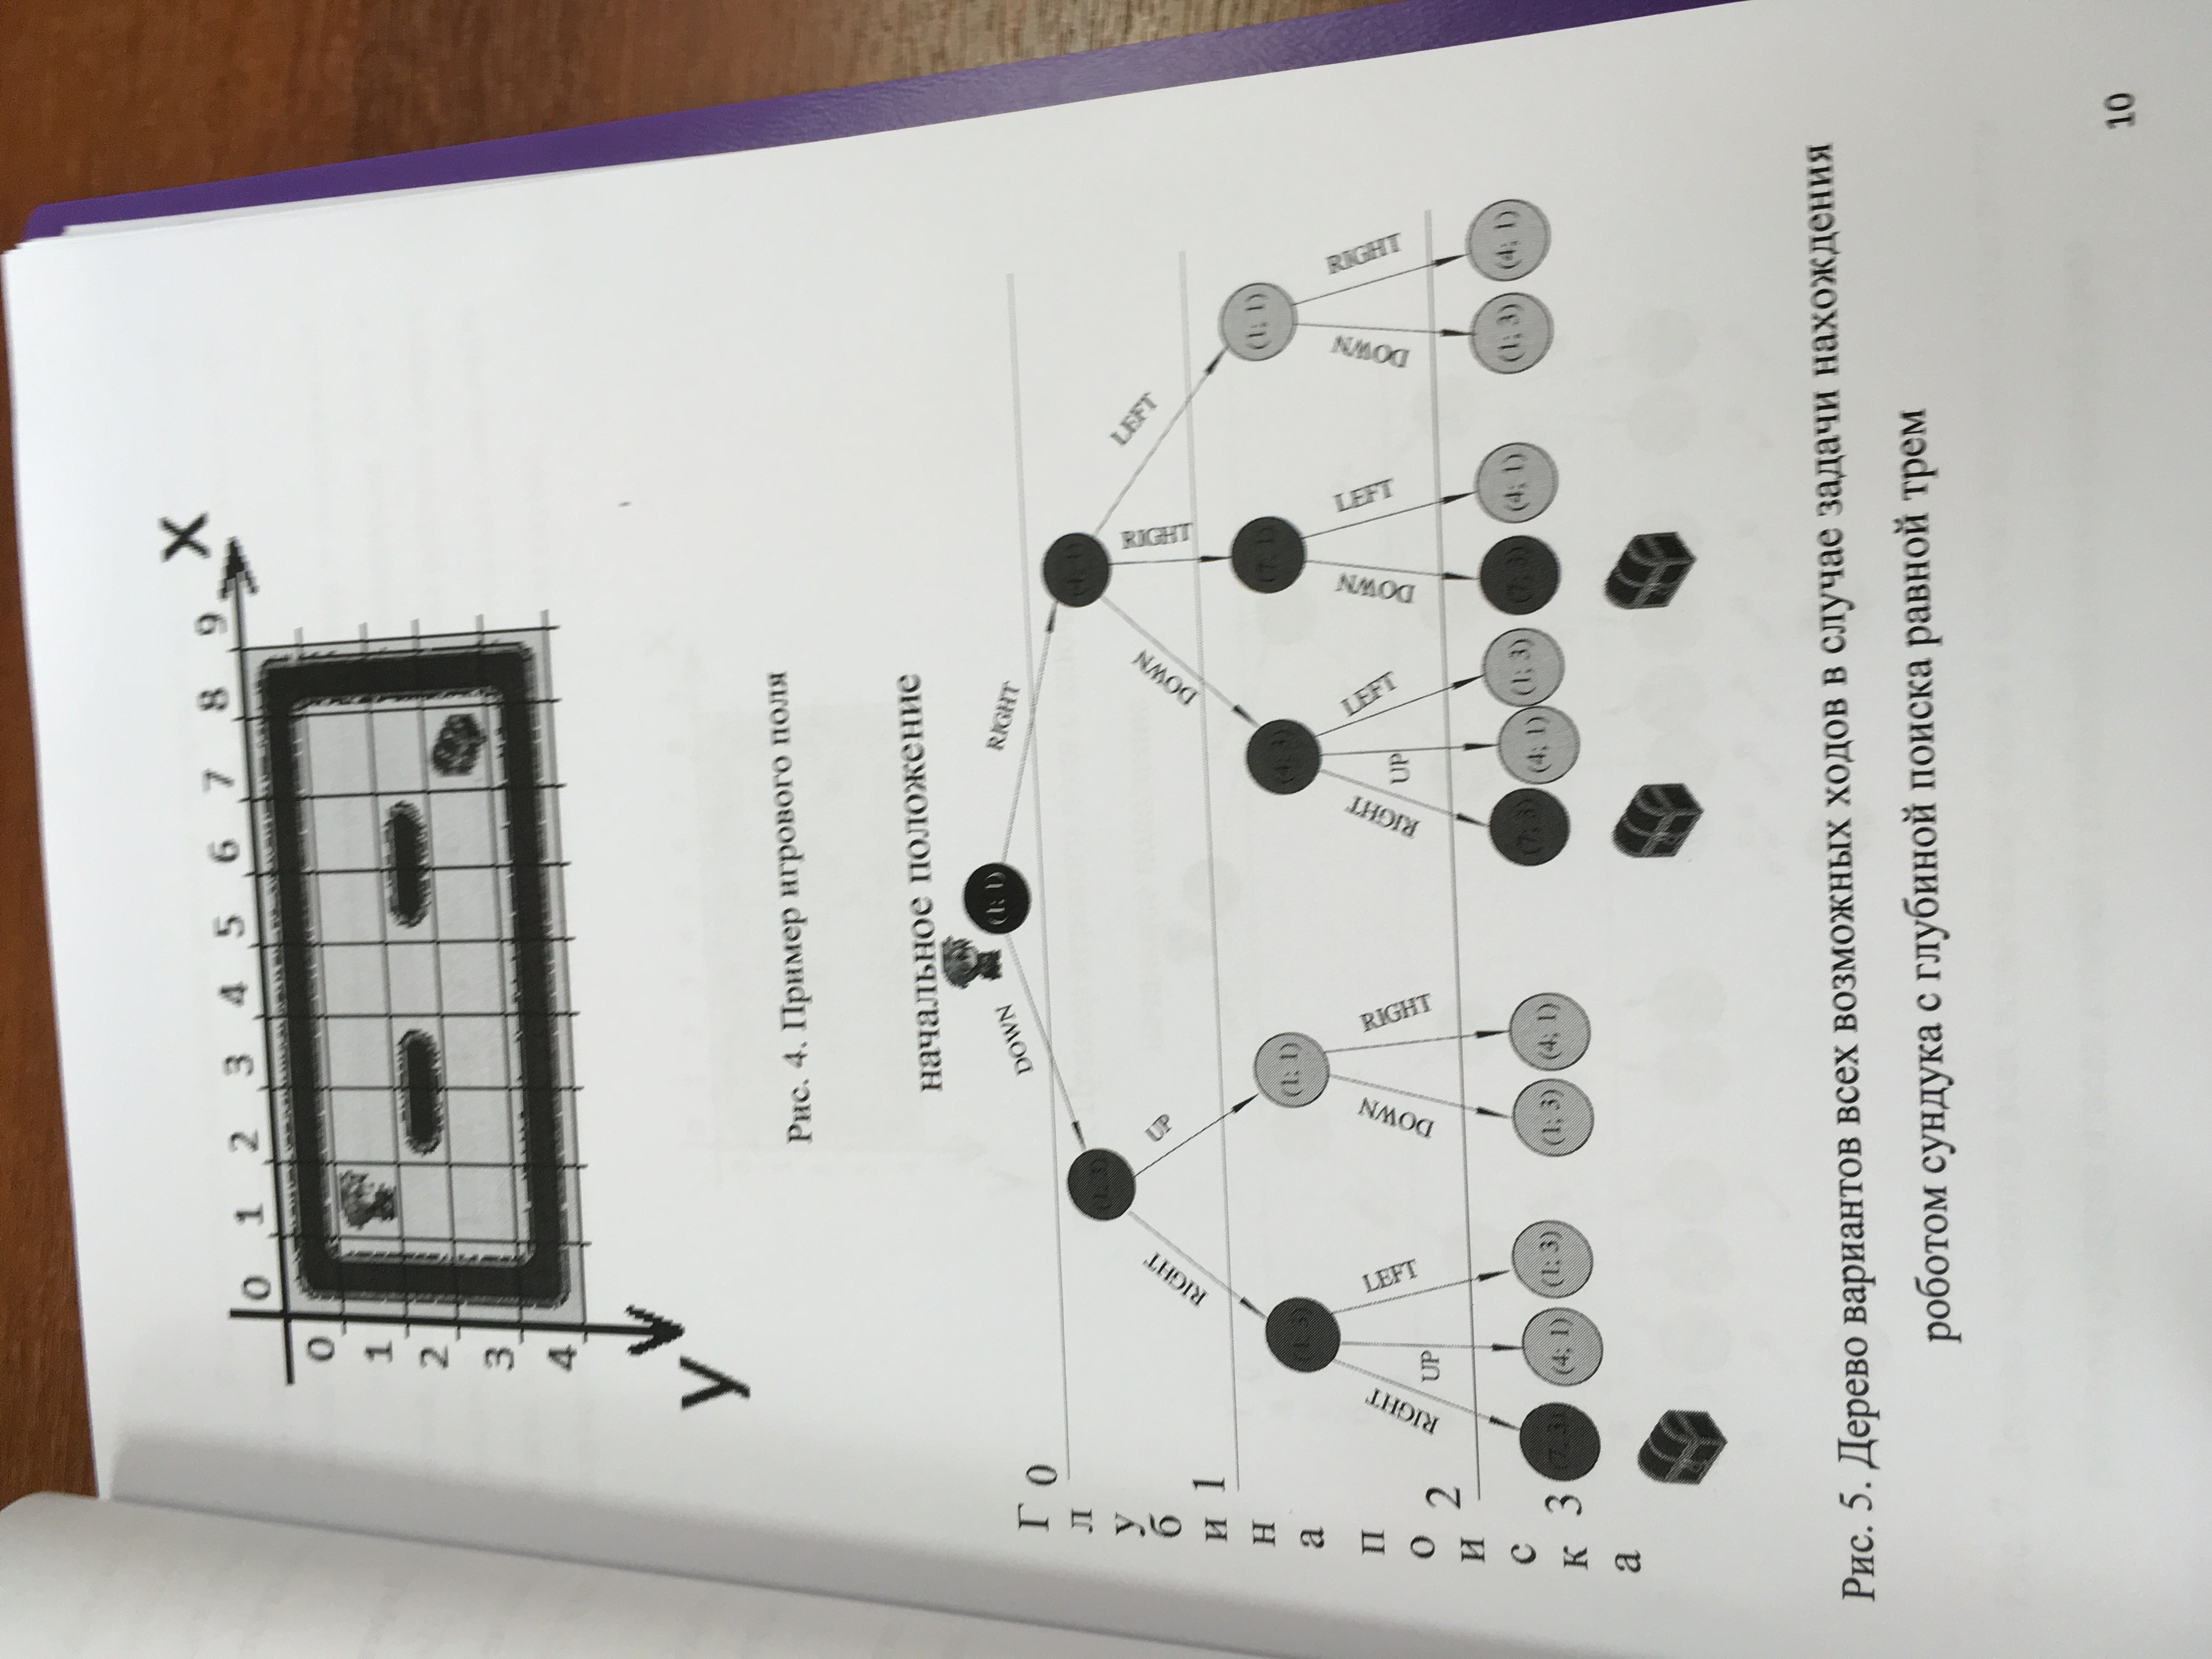 0 1 2 3 4 5 6 7 8 9 X
0
1
2
3
4
y
Рис. 4. Пример игрового поля
начальное положение
(1; 1)
DOWN RIGHT
Глубина поиска
0
(1; 3) (4; 1)
RIGHT UP DOWN RIGHT LEFT
1
(4; 3) (1; 1) (4; 3) (7; 1) (1; 1)
RIGHT UP LEFT DOWN RIGHT RIGHT UP LEFT DOWN LEFT DOWN RIGHT
2
3 (7; 3) (4; 1) (1; 3) (1; 3) (4; 1) (7; 3) (4; 1) (1; 3) (7; 3) (4; 1) (1; 3) (4; 1)
Рис. 5. Дерево вариантов всех возможных ходов в случае задачи нахождения
роботом сундука с глубиной поиска равной трем
10